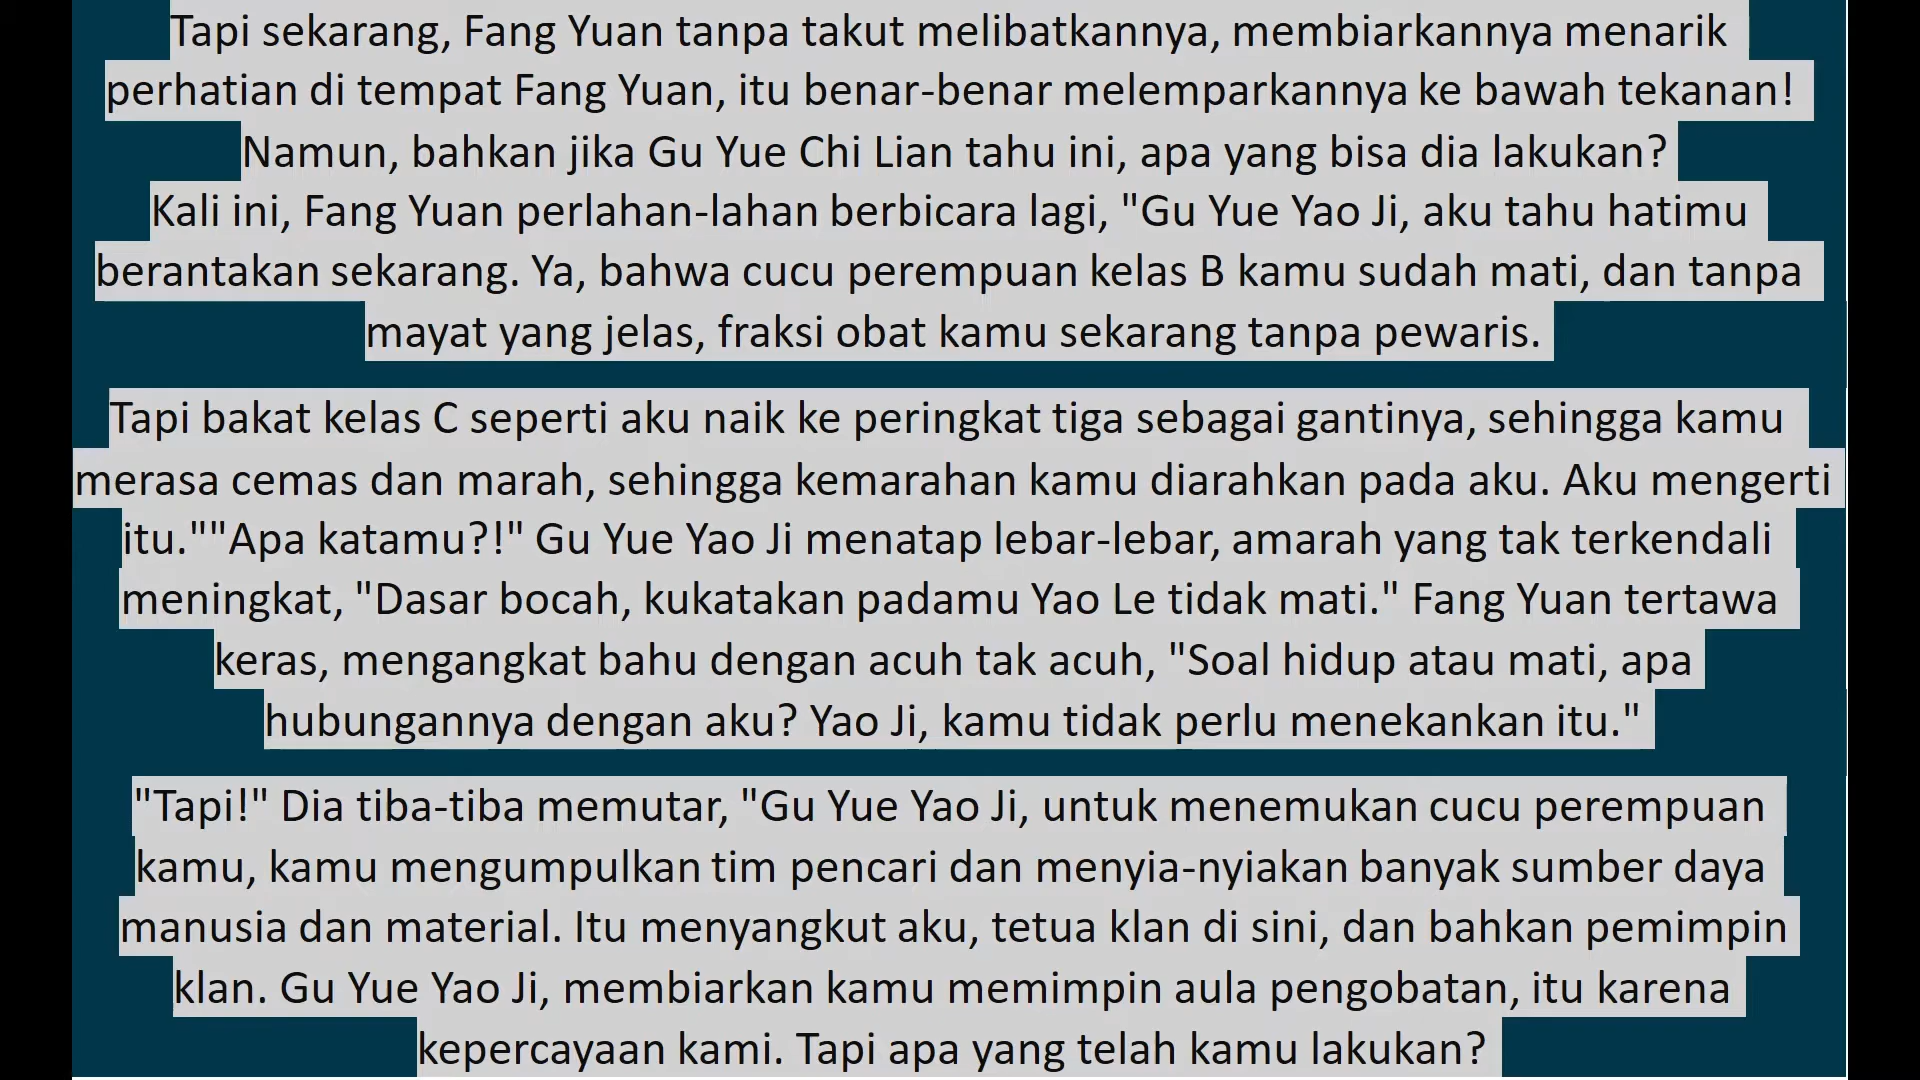 Tapi sekarang, Fang Yuan tanpa takut melibatkannya, membiarkannya menarik
perhatian di tempat Fang Yuan, itu benar-benar melemparkannya ke bawah tekanan!
Namun, bahkan jika Gu Yue Chi Lian tahu ini, apa yang bisa dia lakukan?
Kali ini, Fang Yuan perlahan-lahan berbicara lagi, "Gu Yue Yao Ji, aku tahu hatimu
berantakan sekarang. Ya, bahwa cucu perempuan kelas B kamu sudah mati, dan tanpa
mayat yang jelas, fraksi obat kamu sekarang tanpa pewaris.
Tapi bakat kelas C seperti aku naik ke peringkat tiga sebagai gantinya, sehingga kamu
merasa cemas dan marah, sehingga kemarahan kamu diarahkan pada aku. Aku mengerti
itu.""Apa katamu?!" Gu Yue Yao Ji menatap lebar-lebar, amarah yang tak terkendali
meningkat, "Dasar bocah, kukatakan padamu Yao Le tidak mati." Fang Yuan tertawa
keras, mengangkat bahu dengan acuh tak acuh, "Soal hidup atau mati, apa
hubungannya dengan aku? Yao Ji, kamu tidak perlu menekankan itu."
"Tapi!" Dia tiba-tiba memutar, "Gu Yue Yao Ji, untuk menemukan cucu perempuan
kamu, kamu mengumpulkan tim pencari dan menyia-nyiakan banyak sumber daya
manusia dan material. Itu menyangkut aku, tetua klan di sini, dan bahkan pemimpin
klan. Gu Yue Yao Ji, membiarkan kamu memimpin aula pengobatan, itu karena
kepercayaan kami. Tapi apa yang telah kamu lakukan?